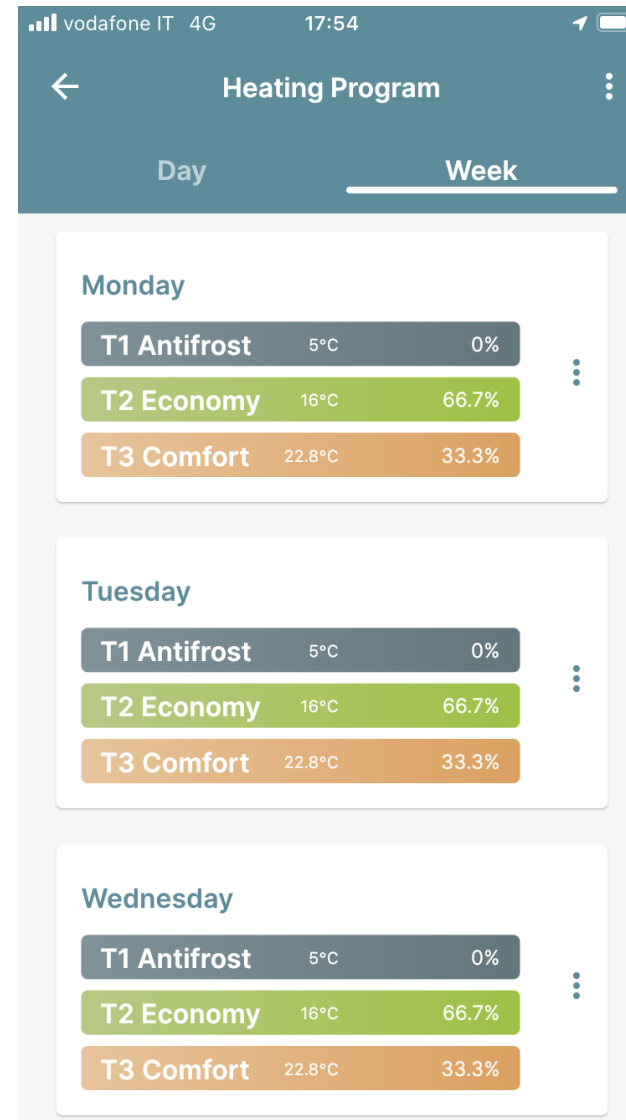 vodafone IT 4G 17:54
Heating Program
Day Week
Monday
T1 Antifrost 5°C 0%
T2 Economy 16°C 66.7%
T3 Comfort 22.8°C 33.3%
Tuesday
T1 Antifrost 5°C 0%
T2 Economy 16°C 66.7%
T3 Comfort 22.8°C 33.3%
Wednesday
T1 Antifrost 5°C 0%
T2 Economy 16°C 66.7%
T3 Comfort 22.8°C 33.3%